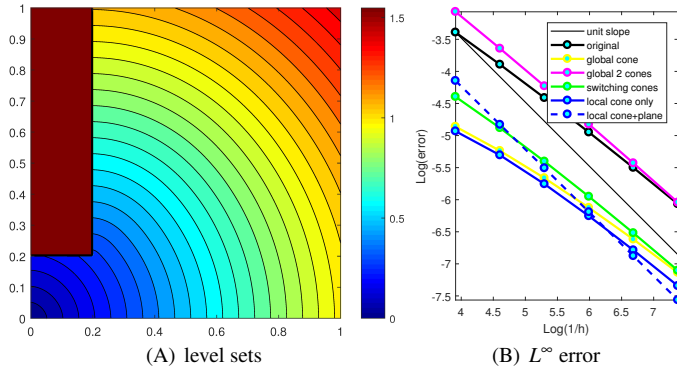 1
0.9
0.8
0.7
0.6
0.5
0.4
0.3
0.2
0.1
0
0 0.2 0.4 0.6 0.8 1
1.5
1
0.5
0
(A) level sets
Log(error)
-3.5
-4
-4.5
-5
-5.5
-6
-6.5
-7
-7.5
4 4.5 5 5.5 6 6.5 7
Log(1/h)
unit slope
original
global cone
global 2 cones
switching cones
local cone only
local cone+plane
(B) L∞ error